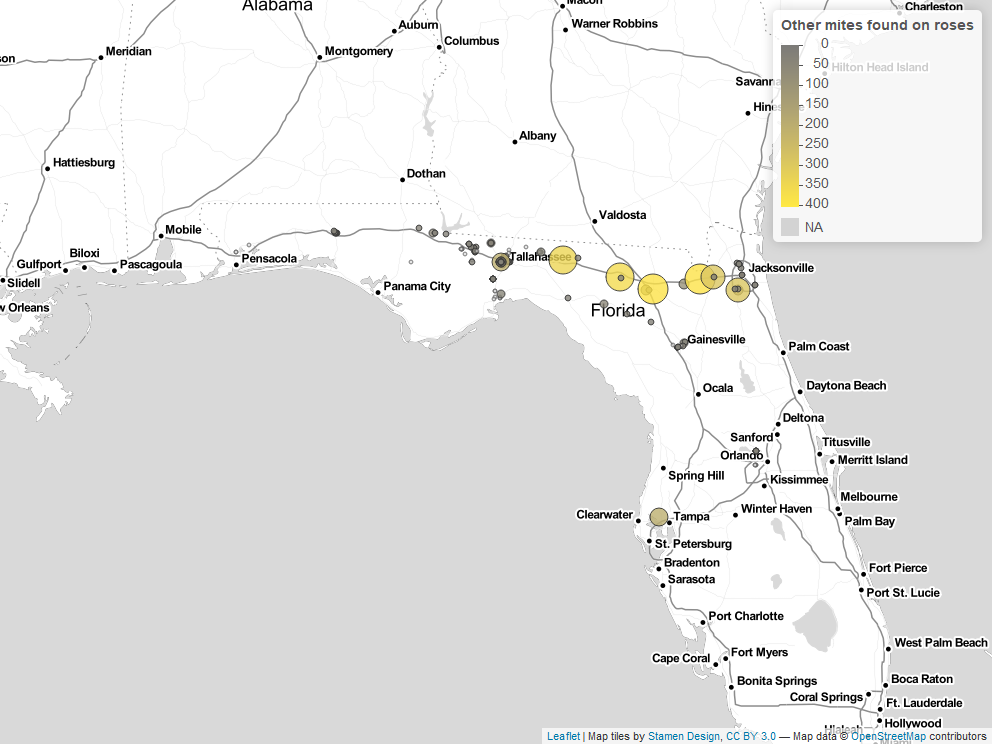 Alabama
Macon
Charleston
Auburn
Warner Robbins
Columbus
Meridian
Montgomery
Other mites found on roses
0
50
100
150
200
250
300
350
400
NA
Hilton Head Island
Albany
Hattiesburg
Dothan
Valdosta
Mobile
Biloxi
Gulfport
Pascagoula
Pensacola
Tallahassee
Jacksonville
Slidell
Panama City
w Orleans
Florida
Gainesville
Palm Coast
Ocala
Daytona Beach
Deltona
Sanford
Titusville
Orlando
Merritt Island
Spring Hill
Kissimmee
Melbourne
Clearwater
Tampa
Winter Haven
Palm Bay
St. Petersburg
Bradenton
Fort Pierce
Sarasota
Port St. Lucie
Port Charlotte
West Palm Beach
Cape Coral
Fort Myers
Bonita Springs
Boca Raton
Coral Springs
Ft. Lauderdale
Hollywood
Hialeah
Miami
Leaflet | Map tiles by Stamen Design, CC BY 3.0 — Map data © OpenStreetMap contributors